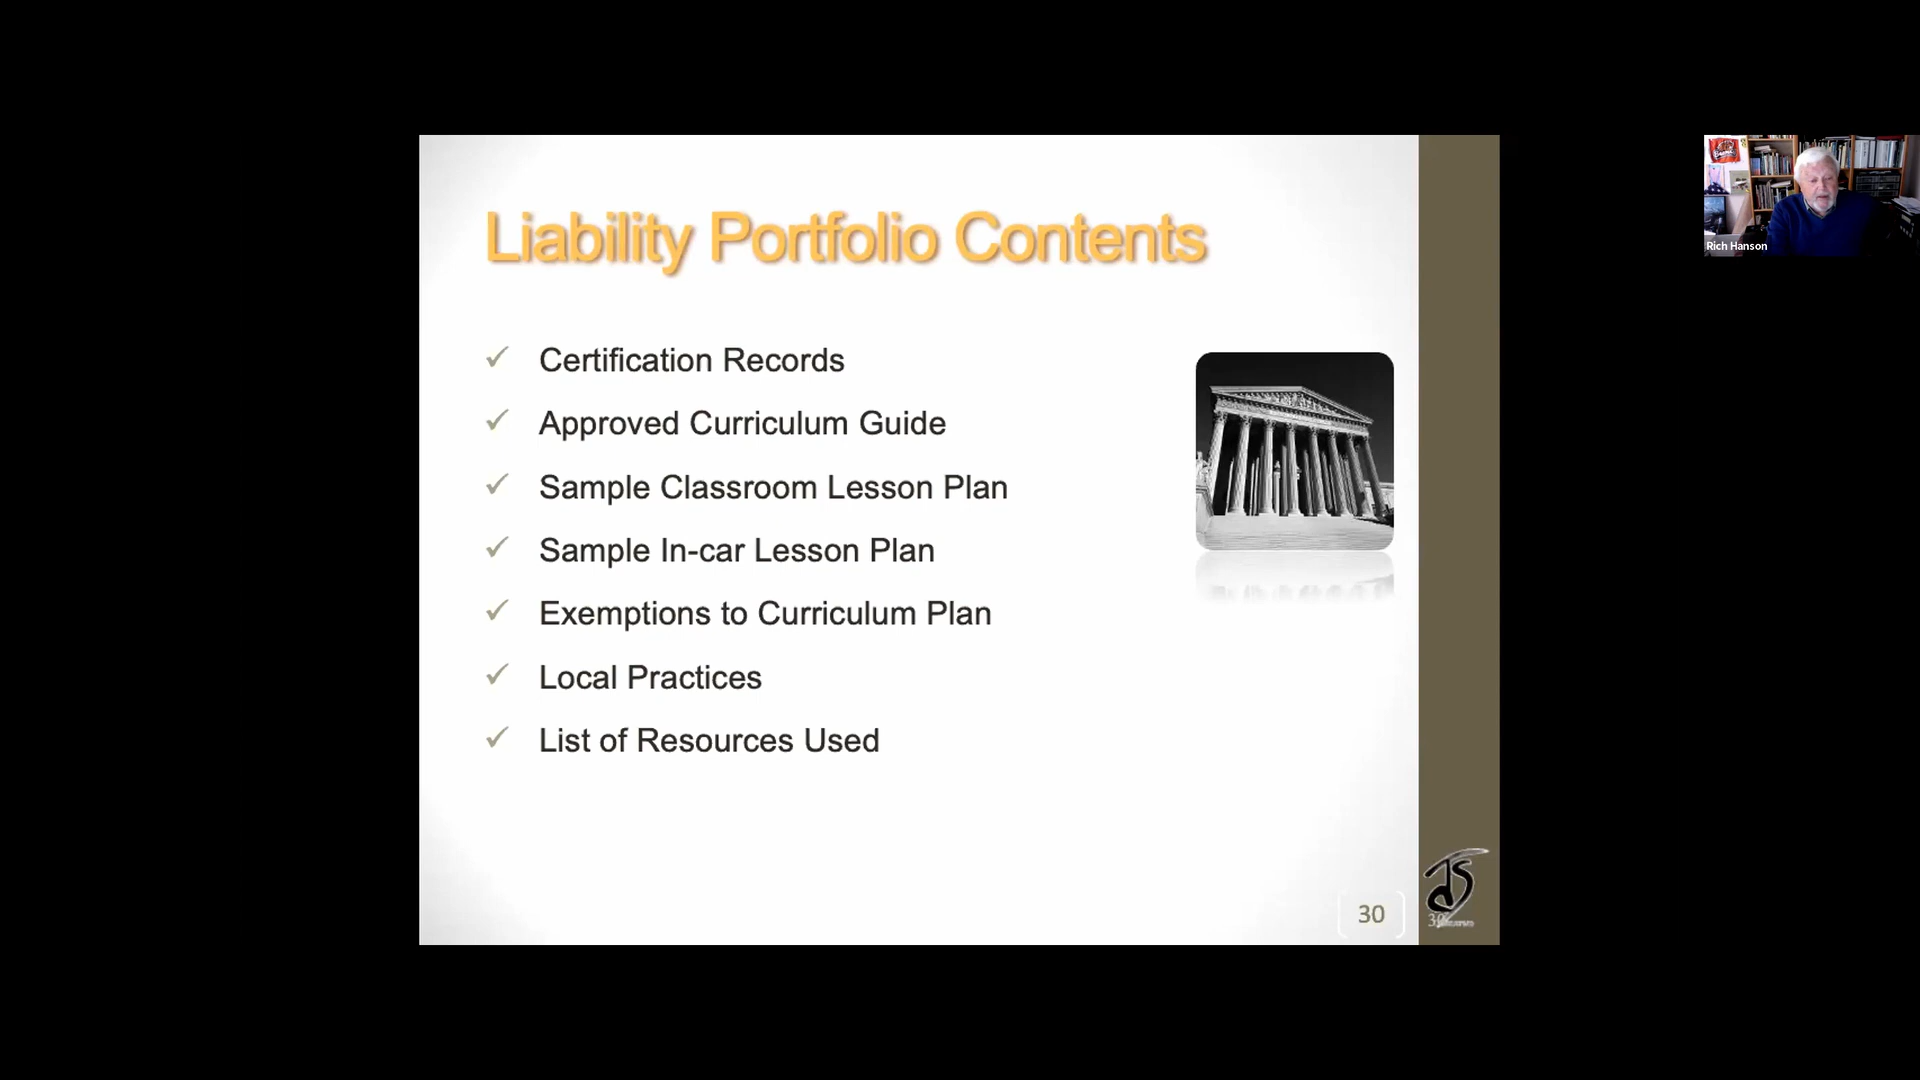 Liability Portfolio Contents
Certification Records
Approved Curriculum Guide
Sample Classroom Lesson Plan
Sample In-car Lesson Plan
Exemptions to Curriculum Plan
Local Practices
List of Resources Used
30
Rich Hanson